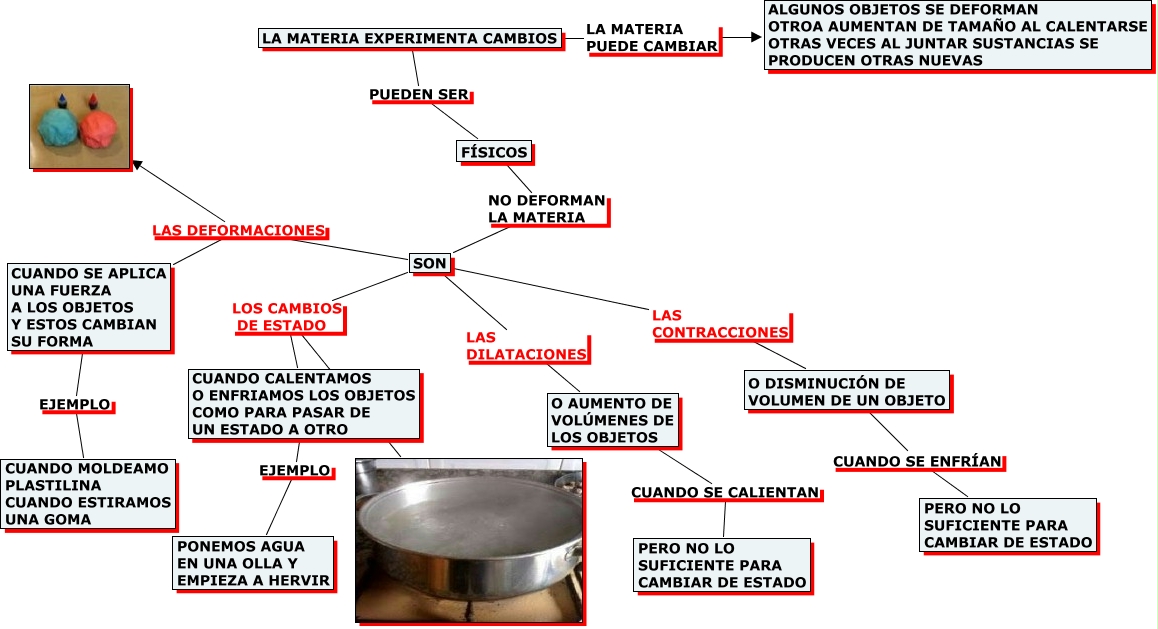 LA MATERIA EXPERIMENTA CAMBIOS
LA MATERIA
PUEDE CAMBIAR
ALGUNOS OBJETOS SE DEFORMAN
OTROA AUMENTAN DE TAMAÑO AL CALENTARSE
OTRAS VECES AL JUNTAR SUSTANCIAS SE
PRODUCEN OTRAS NUEVAS
PUEDEN SER
FÍSICOS
NO DEFORMAN
LA MATERIA
SON
LAS DEFORMACIONES
CUANDO SE APLICA
UNA FUERZA
A LOS OBJETOS
Y ESTOS CAMBIAN
SU FORMA
EJEMPLO
CUANDO MOLDEAMO
PLASTILINA
CUANDO ESTIRAMOS
UNA GOMA
LOS CAMBIOS
DE ESTADO
CUANDO CALENTAMOS
O ENFRIAMOS LOS OBJETOS
COMO PARA PASAR DE
UN ESTADO A OTRO
EJEMPLO
PONEMOS AGUA
EN UNA OLLA Y
EMPIEZA A HERVIR
LAS
DILATACIONES
O AUMENTO DE
VOLÚMENES DE
LOS OBJETOS
CUANDO SE CALIENTAN
PERO NO LO
SUFICIENTE PARA
CAMBIAR DE ESTADO
LAS
CONTRACCIONES
O DISMINUCIÓN DE
VOLUMEN DE UN OBJETO
CUANDO SE ENFRÍAN
PERO NO LO
SUFICIENTE PARA
CAMBIAR DE ESTADO